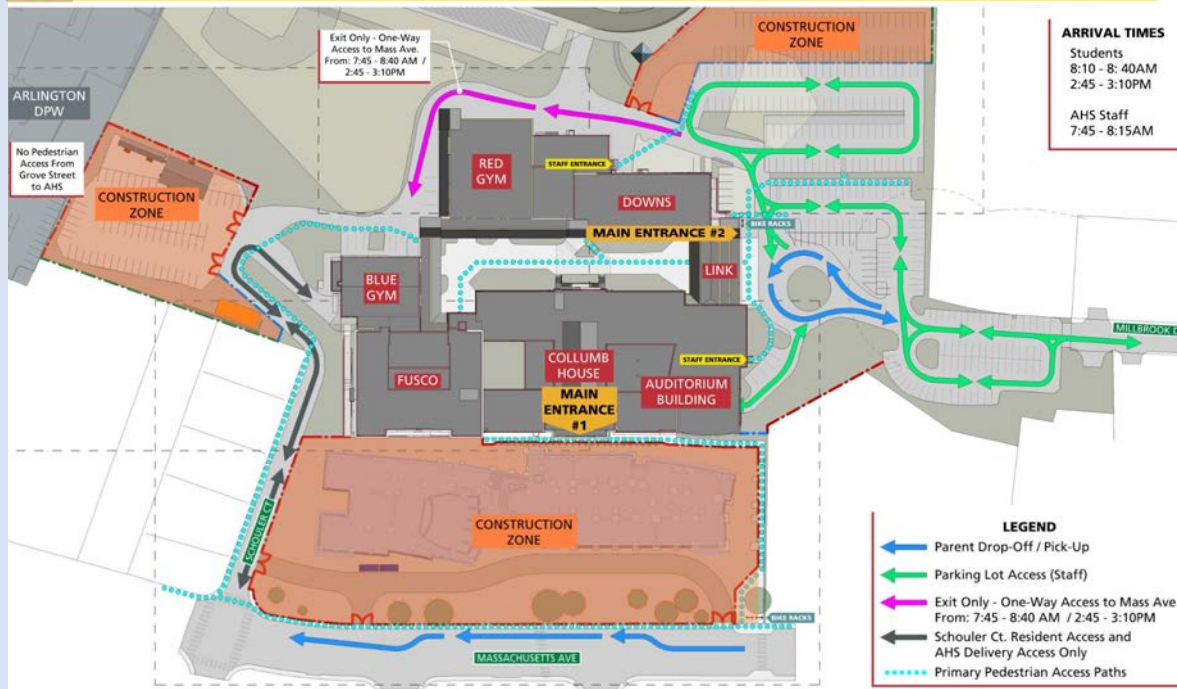 CONSTRUCTION
ZONE
Exit Only - One-Way
Access to Mass Ave.
From: 7:45 - 8:40 AM /
2:45 - 3:10PM
ARRIVAL TIMES
Students
8:10 - 8: 40AM
2:45 - 3:10PM
AHS Staff
7:45 - 8:15AM
ARLINGTON
DPW
No Pedestrian
Access From
Grove Street
to AHS
CONSTRUCTION
ZONE
RED
GYM
STAFF ENTRANCE
DOWNS
MAIN ENTRANCE #2
BIKE RACKS
LINK
BLUE
GYM
MILLBROOK
FUSCO
COLLUMB
HOUSE
STAFF ENTRANCE
AUDITORIUM
BUILDING
MAIN
ENTRANCE
#1
SCHOULER CT
CONSTRUCTION
ZONE
BIKE RACKS
MASSACHUSETTS AVE
LEGEND
Parent Drop-Off / Pick-Up
Parking Lot Access (Staff)
Exit Only - One-Way Access to Mass Ave
From: 7:45 - 8:40 AM / 2:45 - 3:10PM
Schouler Ct. Resident Access and
AHS Delivery Access Only
Primary Pedestrian Access Paths